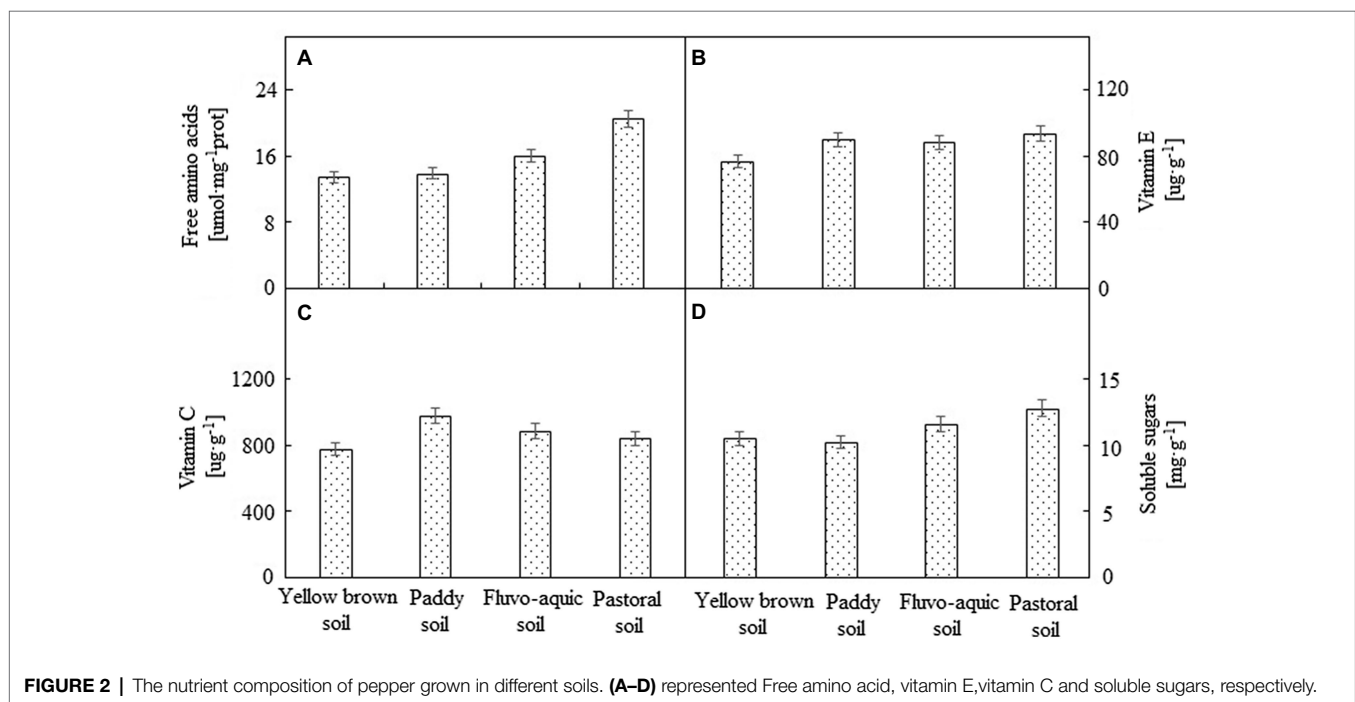 A
B
24
16
8
0
Free amino acids
[umol·mg⁻¹prot]
120
80
40
0
Vitamin E
[ug·g⁻¹]
C
D
1200
800
400
0
Vitamin C
[ug·g⁻¹]
15
10
5
0
Soluble sugars
[mg·g⁻¹]
Yellow brown soil
Paddy soil
Fluvo-aquic soil
Pastoral soil
Yellow brown soil
Paddy soil
Fluvo-aquic soil
Pastoral soil
FIGURE 2 | The nutrient composition of pepper grown in different soils. (A–D) represented Free amino acid, vitamin E,vitamin C and soluble sugars, respectively.